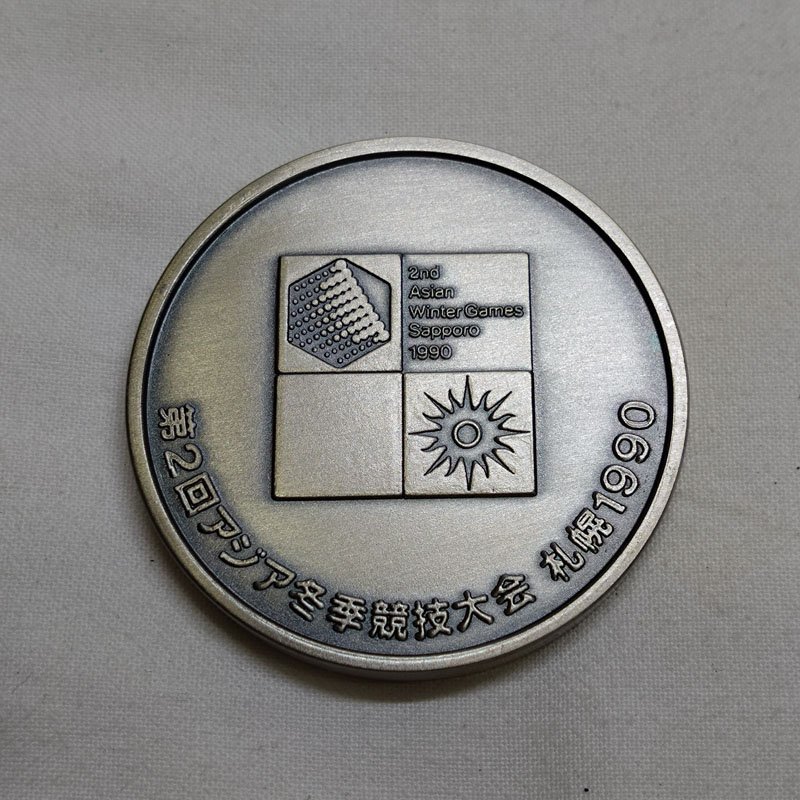 2nd
Asian
Winter Games
Sapporo
1990
第2回アジア冬季競技大会 札幌1990